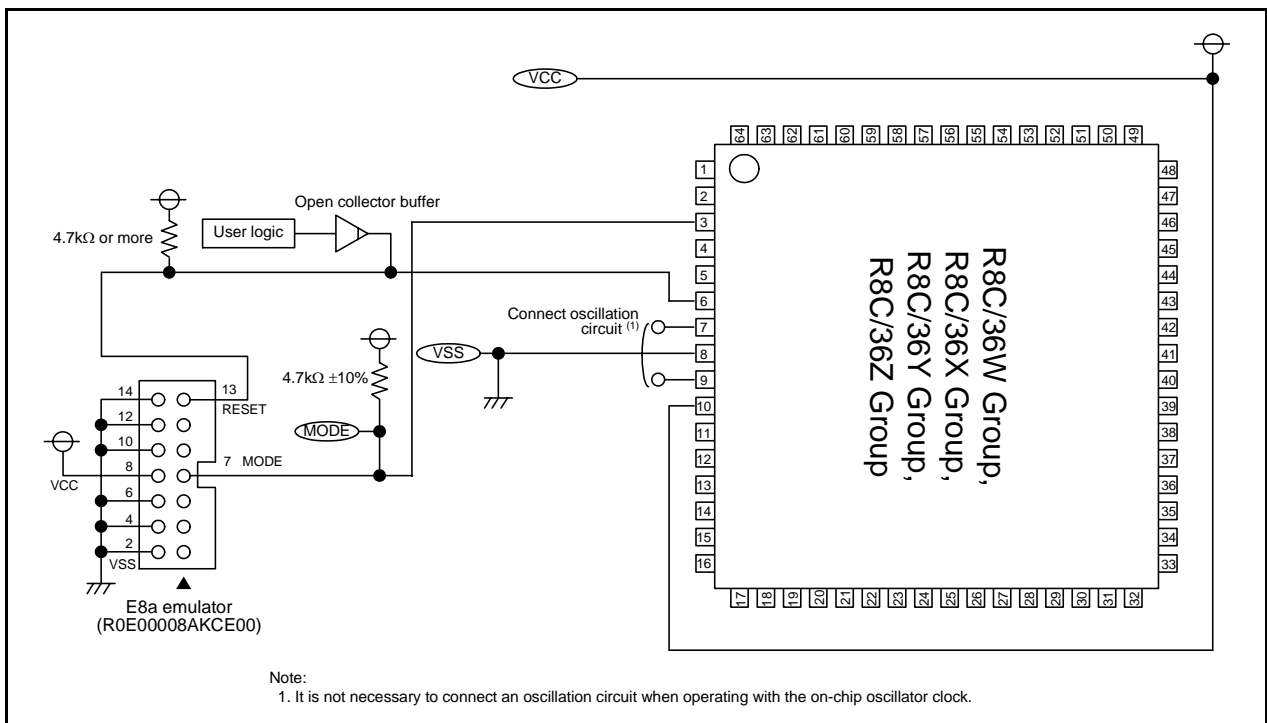 VCC
64 63 62 61 60 59 58 57 56 55 54 53 52 51 50 49
1
2
3
4
5
6
7
8
9
10
11
12
13
14
15
16
48
47
46
45
44
43
42
41
40
39
38
37
36
35
34
33
17 18 19 20 21 22 23 24 25 26 27 28 29 30 31 32
R8C/36W Group,
R8C/36X Group,
R8C/36Y Group,
R8C/36Z Group
Open collector buffer
User logic
4.7kΩ or more
Connect oscillation
circuit (1)
VSS
4.7kΩ ±10%
MODE
14 13
RESET
12
10
7 MODE
8
VCC
6
4
2
VSS
E8a emulator
(R0E00008AKCE00)
Note:
1. It is not necessary to connect an oscillation circuit when operating with the on-chip oscillator clock.